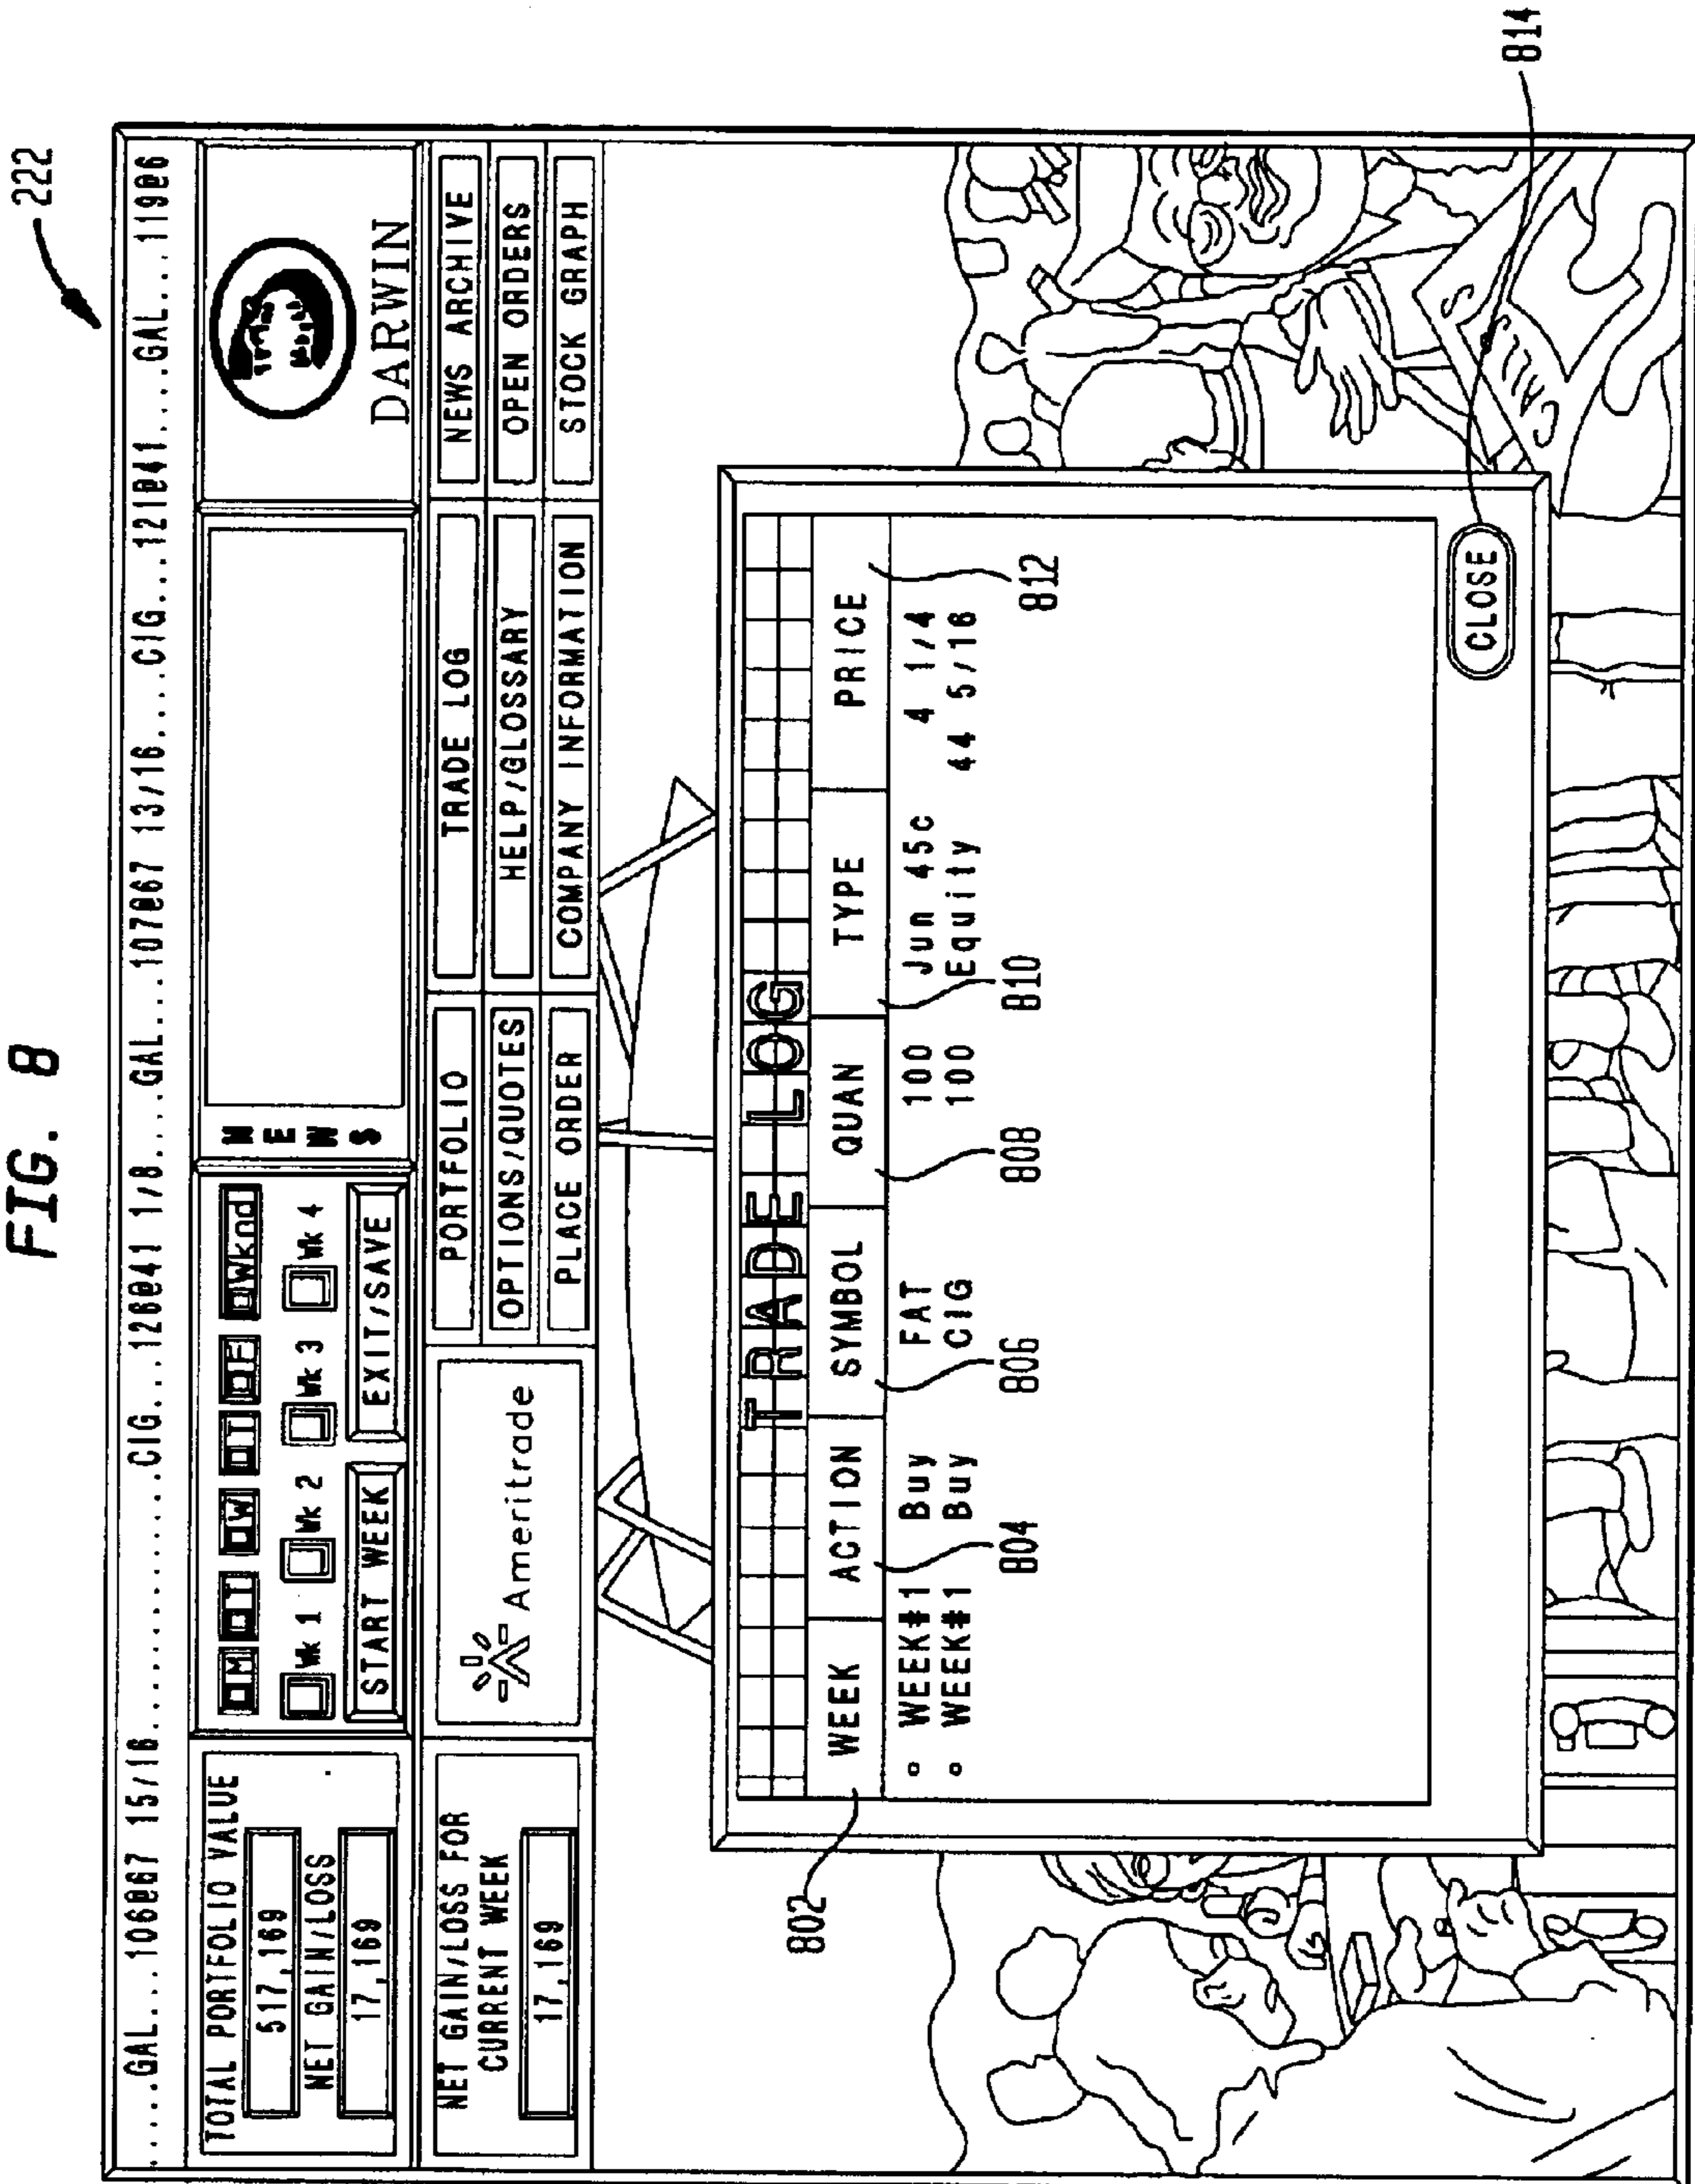 FIG. 8
222
......GAL...106@67 15/16....................CIG...126@41 1/8....GAL...107@67 13/16....CIG...121@41....GAL...119@6
TOTAL PORTFOLIO VALUE
517,169
NET GAIN/LOSS
17,169
M T W T F Wknd
Wk 1 Wk 2 Wk 3 Wk 4
START WEEK EXIT/SAVE
NEWS
DARWIN
NET GAIN/LOSS FOR
CURRENT WEEK
17,169
Ameritrade
PORTFOLIO TRADE LOG NEWS ARCHIVE
OPTIONS/QUOTES HELP/GLOSSARY OPEN ORDERS
PLACE ORDER COMPANY INFORMATION STOCK GRAPH
TRADE LOG
WEEK ACTION SYMBOL QUAN TYPE PRICE
WEEK#1 Buy FAT 100 Jun 45c 4 1/4
WEEK#1 Buy CIG 100 Equity 44 5/16
802 804 806 808 810 812
CLOSE
814